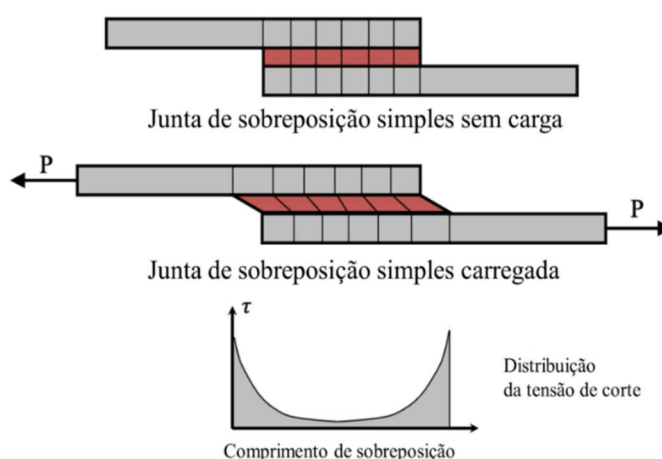 Junta de sobreposição simples sem carga
P
P
Junta de sobreposição simples carregada
τ
Distribuição
da tensão de corte
Comprimento de sobreposição